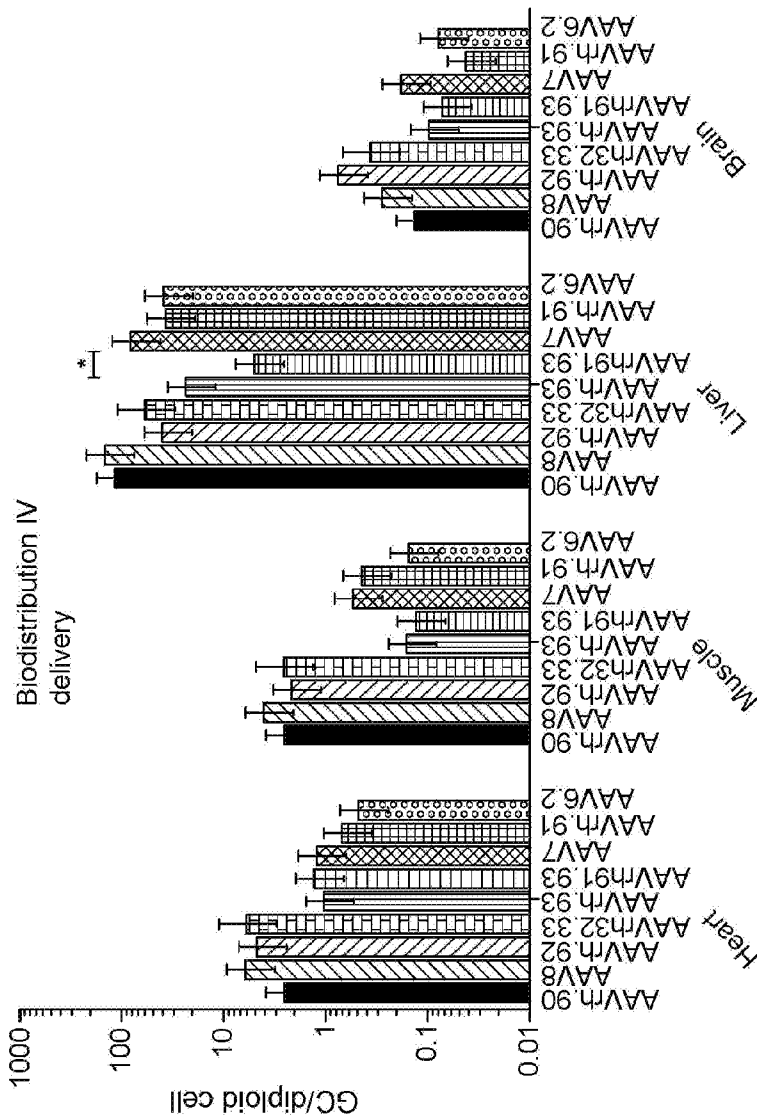 Biodistribution IV
delivery
GC/diploid cell
1000
100
10
1
0.1
0.01
AAVrh.90
AAV8
AAVrh.92
AAVrh32.33
AAVrh.93
AAVrh91.93
AAV7
AAVrh.91
AAV6.2
Heart
AAVrh.90
AAV8
AAVrh.92
AAVrh32.33
AAVrh.93
AAVrh91.93
AAV7
AAVrh.91
AAV6.2
Muscle
*
AAVrh.90
AAV8
AAVrh.92
AAVrh32.33
AAVrh.93
AAVrh91.93
AAV7
AAVrh.91
AAV6.2
Liver
AAVrh.90
AAV8
AAVrh.92
AAVrh32.33
AAVrh.93
AAVrh91.93
AAV7
AAVrh.91
AAV6.2
Brain